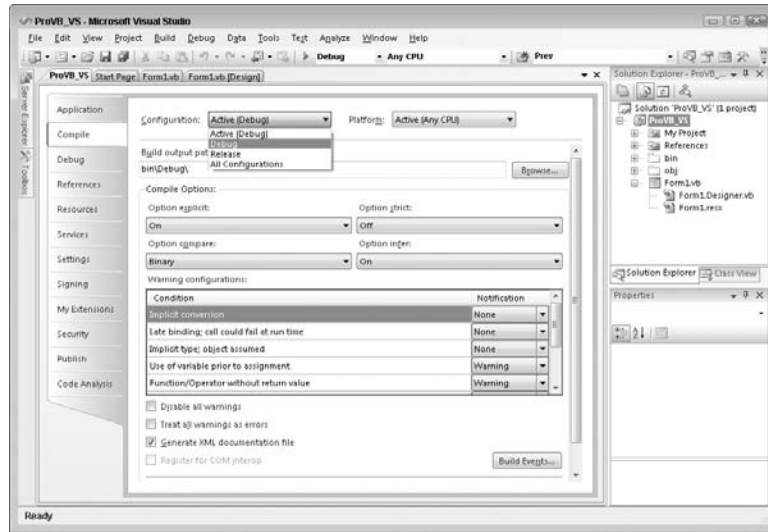 ProVB_VS - Microsoft Visual Studio
File Edit View Project Build Debug Data Tools Test Analyze Window Help
Debug Any CPU Prev
ProVB_VS Start Page Form1.vb Form1.vb [Design]
Server Explorer
Toolbox
Application
Compile
Debug
References
Resources
Services
Settings
Signing
My Extensions
Security
Publish
Code Analysis
Configuration: Active (Debug) Platform: Active (Any CPU)
Active (Debug)
Debug
Release
All Configurations
Build output pat
bin\Debug\ Browse...
Compile Options:
Option explicit: Option strict:
On Off
Option compare: Option infer:
Binary On
Warning configurations:
Condition Notification
Implicit conversion None
Late binding; call could fail at run time None
Implicit type; object assumed None
Use of variable prior to assignment Warning
Function/Operator without return value Warning
Disable all warnings
Treat all warnings as errors
Generate XML documentation file
Register for COM interop Build Events...
Solution Explorer - ProVB_...
Solution 'ProVB_VS' (1 project)
ProVB_VS
My Project
References
bin
obj
Form1.vb
Form1.Designer.vb
Form1.resx
Solution Explorer Class View
Properties
Ready